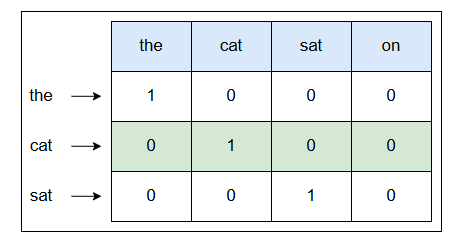 the cat sat on
the 1 0 0 0
cat 0 1 0 0
sat 0 0 1 0